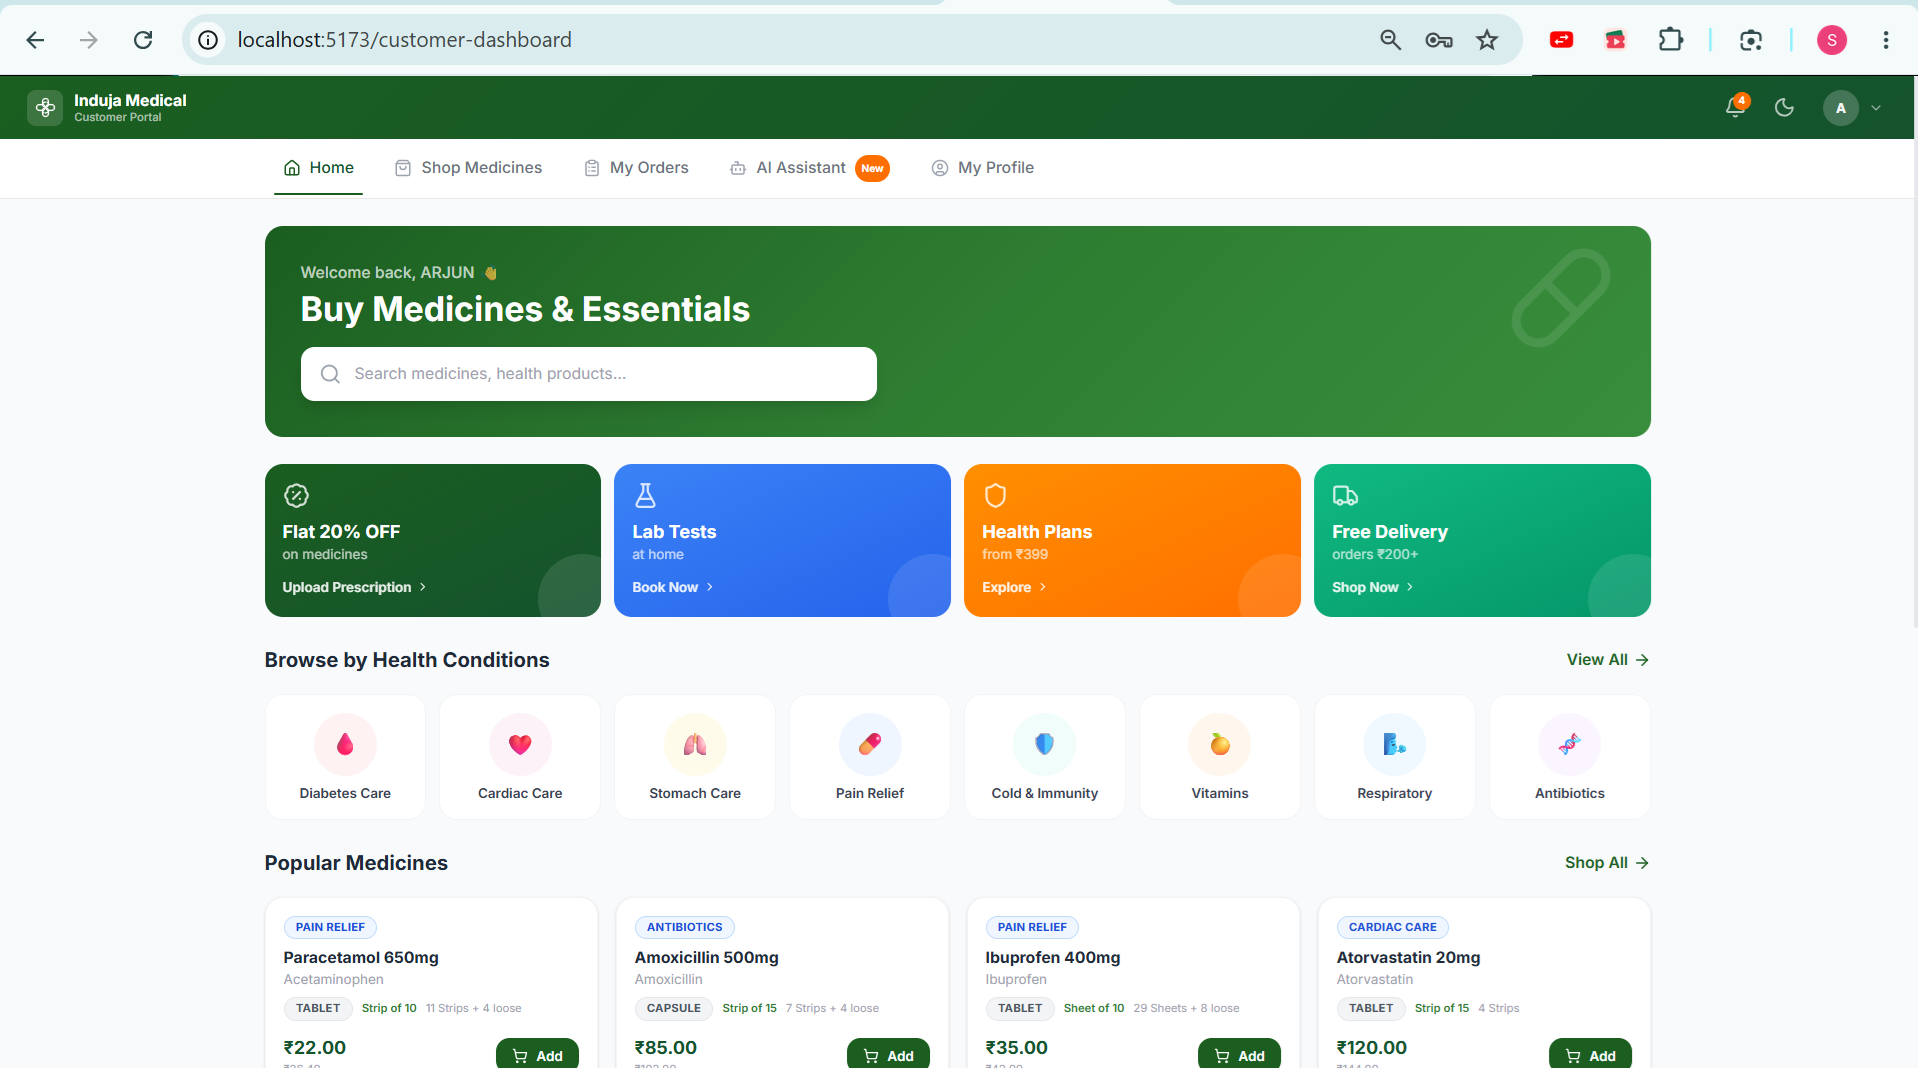 localhost:5173/customer-dashboard
S
Induja Medical
Customer Portal
4
A
Home
Shop Medicines
My Orders
AI Assistant
New
My Profile
Welcome back, ARJUN 👋
Buy Medicines & Essentials
Search medicines, health products...
Flat 20% OFF
on medicines
Upload Prescription
Lab Tests
at home
Book Now
Health Plans
from ₹399
Explore
Free Delivery
orders ₹200+
Shop Now
Browse by Health Conditions
View All
Diabetes Care
Cardiac Care
Stomach Care
Pain Relief
Cold & Immunity
Vitamins
Respiratory
Antibiotics
Popular Medicines
Shop All
PAIN RELIEF
Paracetamol 650mg
Acetaminophen
TABLET Strip of 10 11 Strips + 4 loose
₹22.00
Add
ANTIBIOTICS
Amoxicillin 500mg
Amoxicillin
CAPSULE Strip of 15 7 Strips + 4 loose
₹85.00
Add
PAIN RELIEF
Ibuprofen 400mg
Ibuprofen
TABLET Sheet of 10 29 Sheets + 8 loose
₹35.00
Add
CARDIAC CARE
Atorvastatin 20mg
Atorvastatin
TABLET Strip of 15 4 Strips
₹120.00
Add